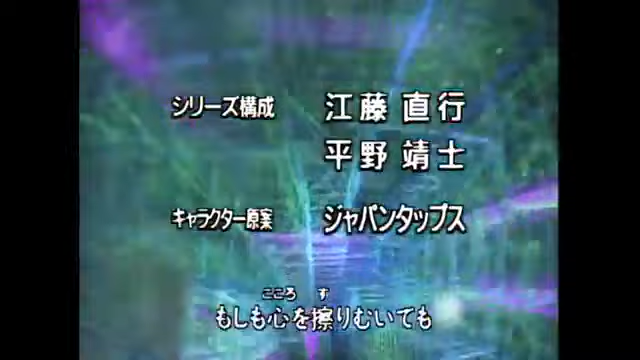 シリーズ構成 江藤 直行
平野 靖士
キャラクター原案 ジャパンタップス
こころ す
もしも心を擦りむいても